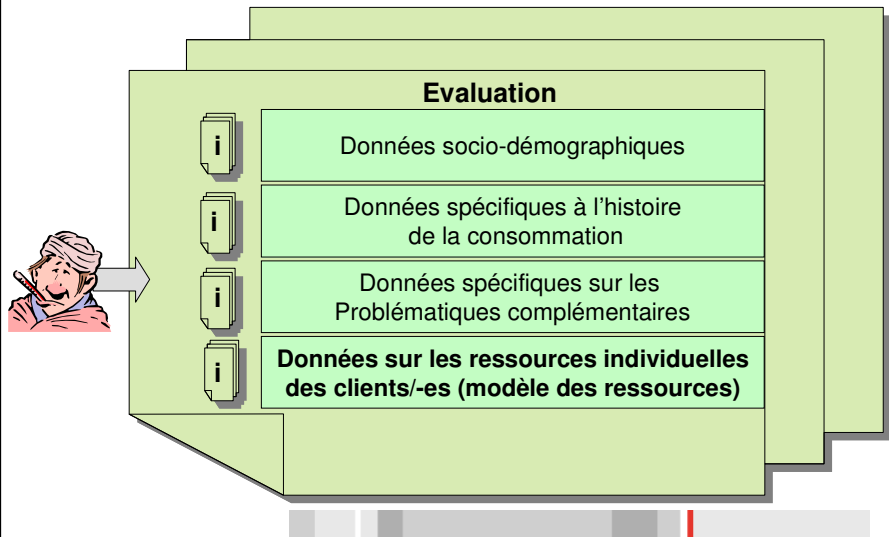 Evaluation
i
Données socio-démographiques
i
Données spécifiques à l'histoire
de la consommation
i
Données spécifiques sur les
Problématiques complémentaires
i
Données sur les ressources individuelles
des clients/-es (modèle des ressources)